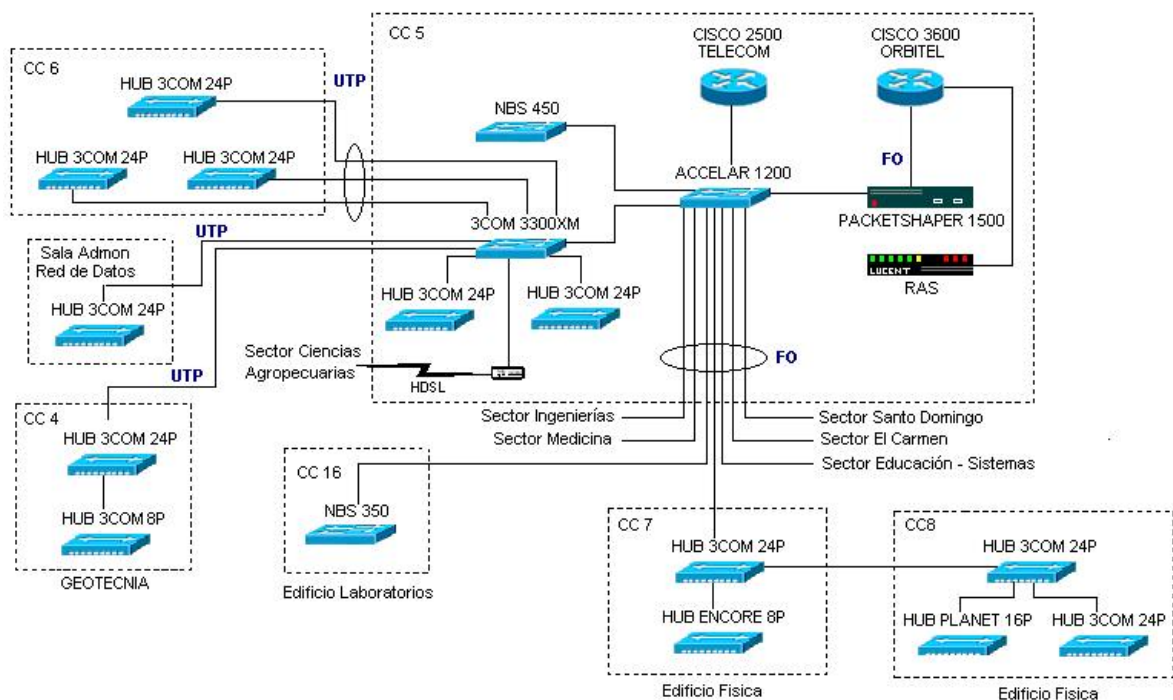 CC 6
HUB 3COM 24P
HUB 3COM 24P
HUB 3COM 24P
UTP
CC 5
CISCO 2500
TELECOM
CISCO 3600
ORBITEL
NBS 450
FO
ACCELAR 1200
PACKETSHAPER 1500
LUCENT
RAS
3COM 3300XM
HUB 3COM 24P
HUB 3COM 24P
UTP
Sala Admon
Red de Datos
HUB 3COM 24P
Sector Ciencias
Agropecuarias
HDSL
UTP
FO
CC 4
HUB 3COM 24P
HUB 3COM 8P
GEOTECNIA
Sector Ingenierías
Sector Medicina
Sector Santo Domingo
Sector El Carmen
Sector Educación - Sistemas
CC 16
NBS 350
Edificio Laboratorios
CC 7
HUB 3COM 24P
HUB ENCORE 8P
Edificio Fisica
CC8
HUB 3COM 24P
HUB PLANET 16P
HUB 3COM 24P
Edificio Fisica